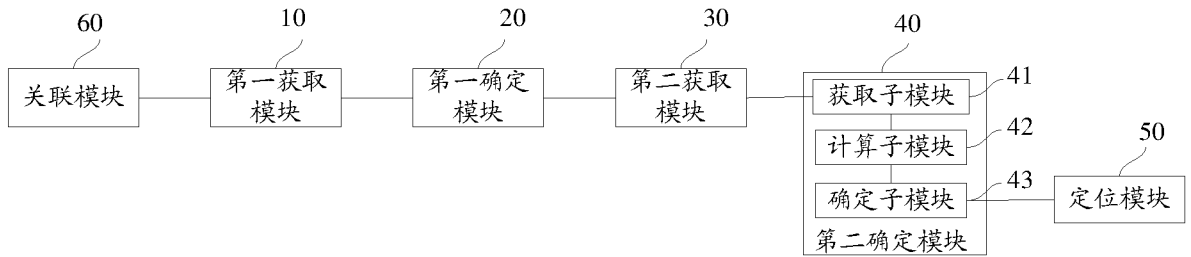 60
10
20
30
40
关联模块
第一获取
模块
第一确定
模块
第二获取
模块
获取子模块
41
计算子模块
42
确定子模块
43
第二确定模块
50
定位模块